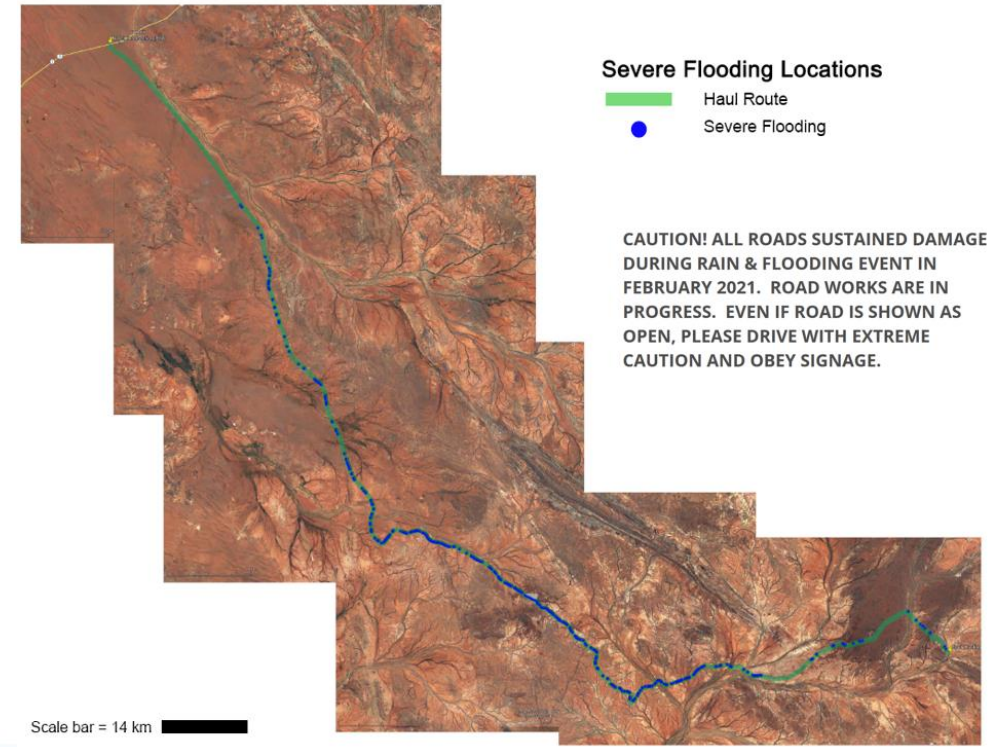 Severe Flooding Locations
Haul Route
Severe Flooding
CAUTION! ALL ROADS SUSTAINED DAMAGE
DURING RAIN & FLOODING EVENT IN
FEBRUARY 2021. ROAD WORKS ARE IN
PROGRESS. EVEN IF ROAD IS SHOWN AS
OPEN, PLEASE DRIVE WITH EXTREME
CAUTION AND OBEY SIGNAGE.
Scale bar = 14 km